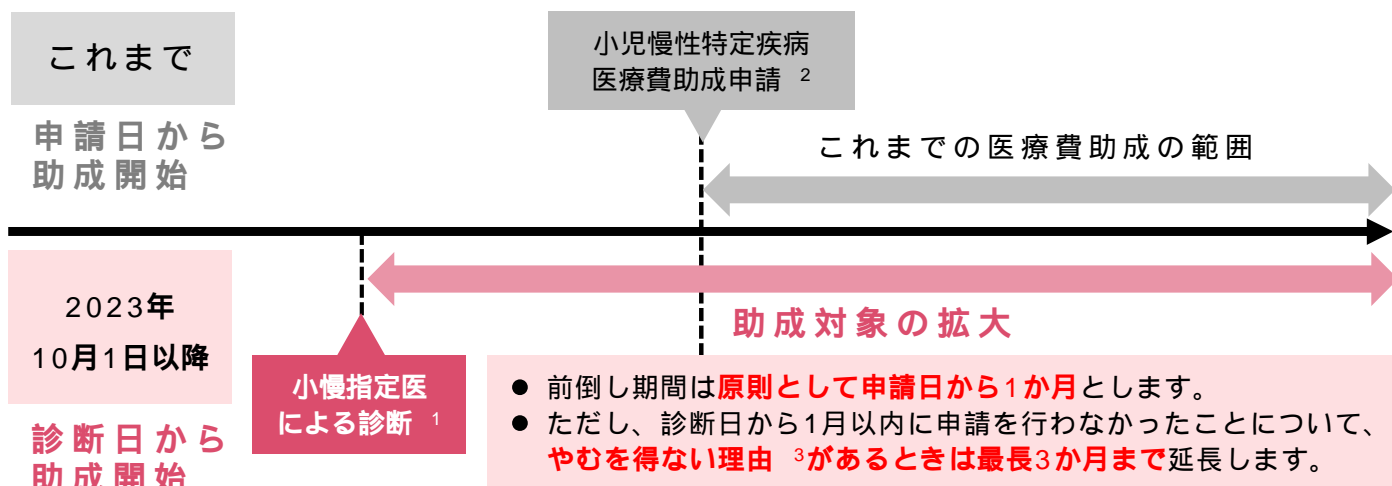 これまで
申請日から
助成開始
小児慢性特定疾病
医療費助成申請 2
これまでの医療費助成の範囲
2023年
10月1日以降
診断日から
助成開始
小慢指定医
による診断 1
助成対象の拡大
● 前倒し期間は原則として申請日から1か月とします。
● ただし、診断日から1月以内に申請を行わなかったことについて、
やむを得ない理由 3があるときは最長3か月まで延長します。